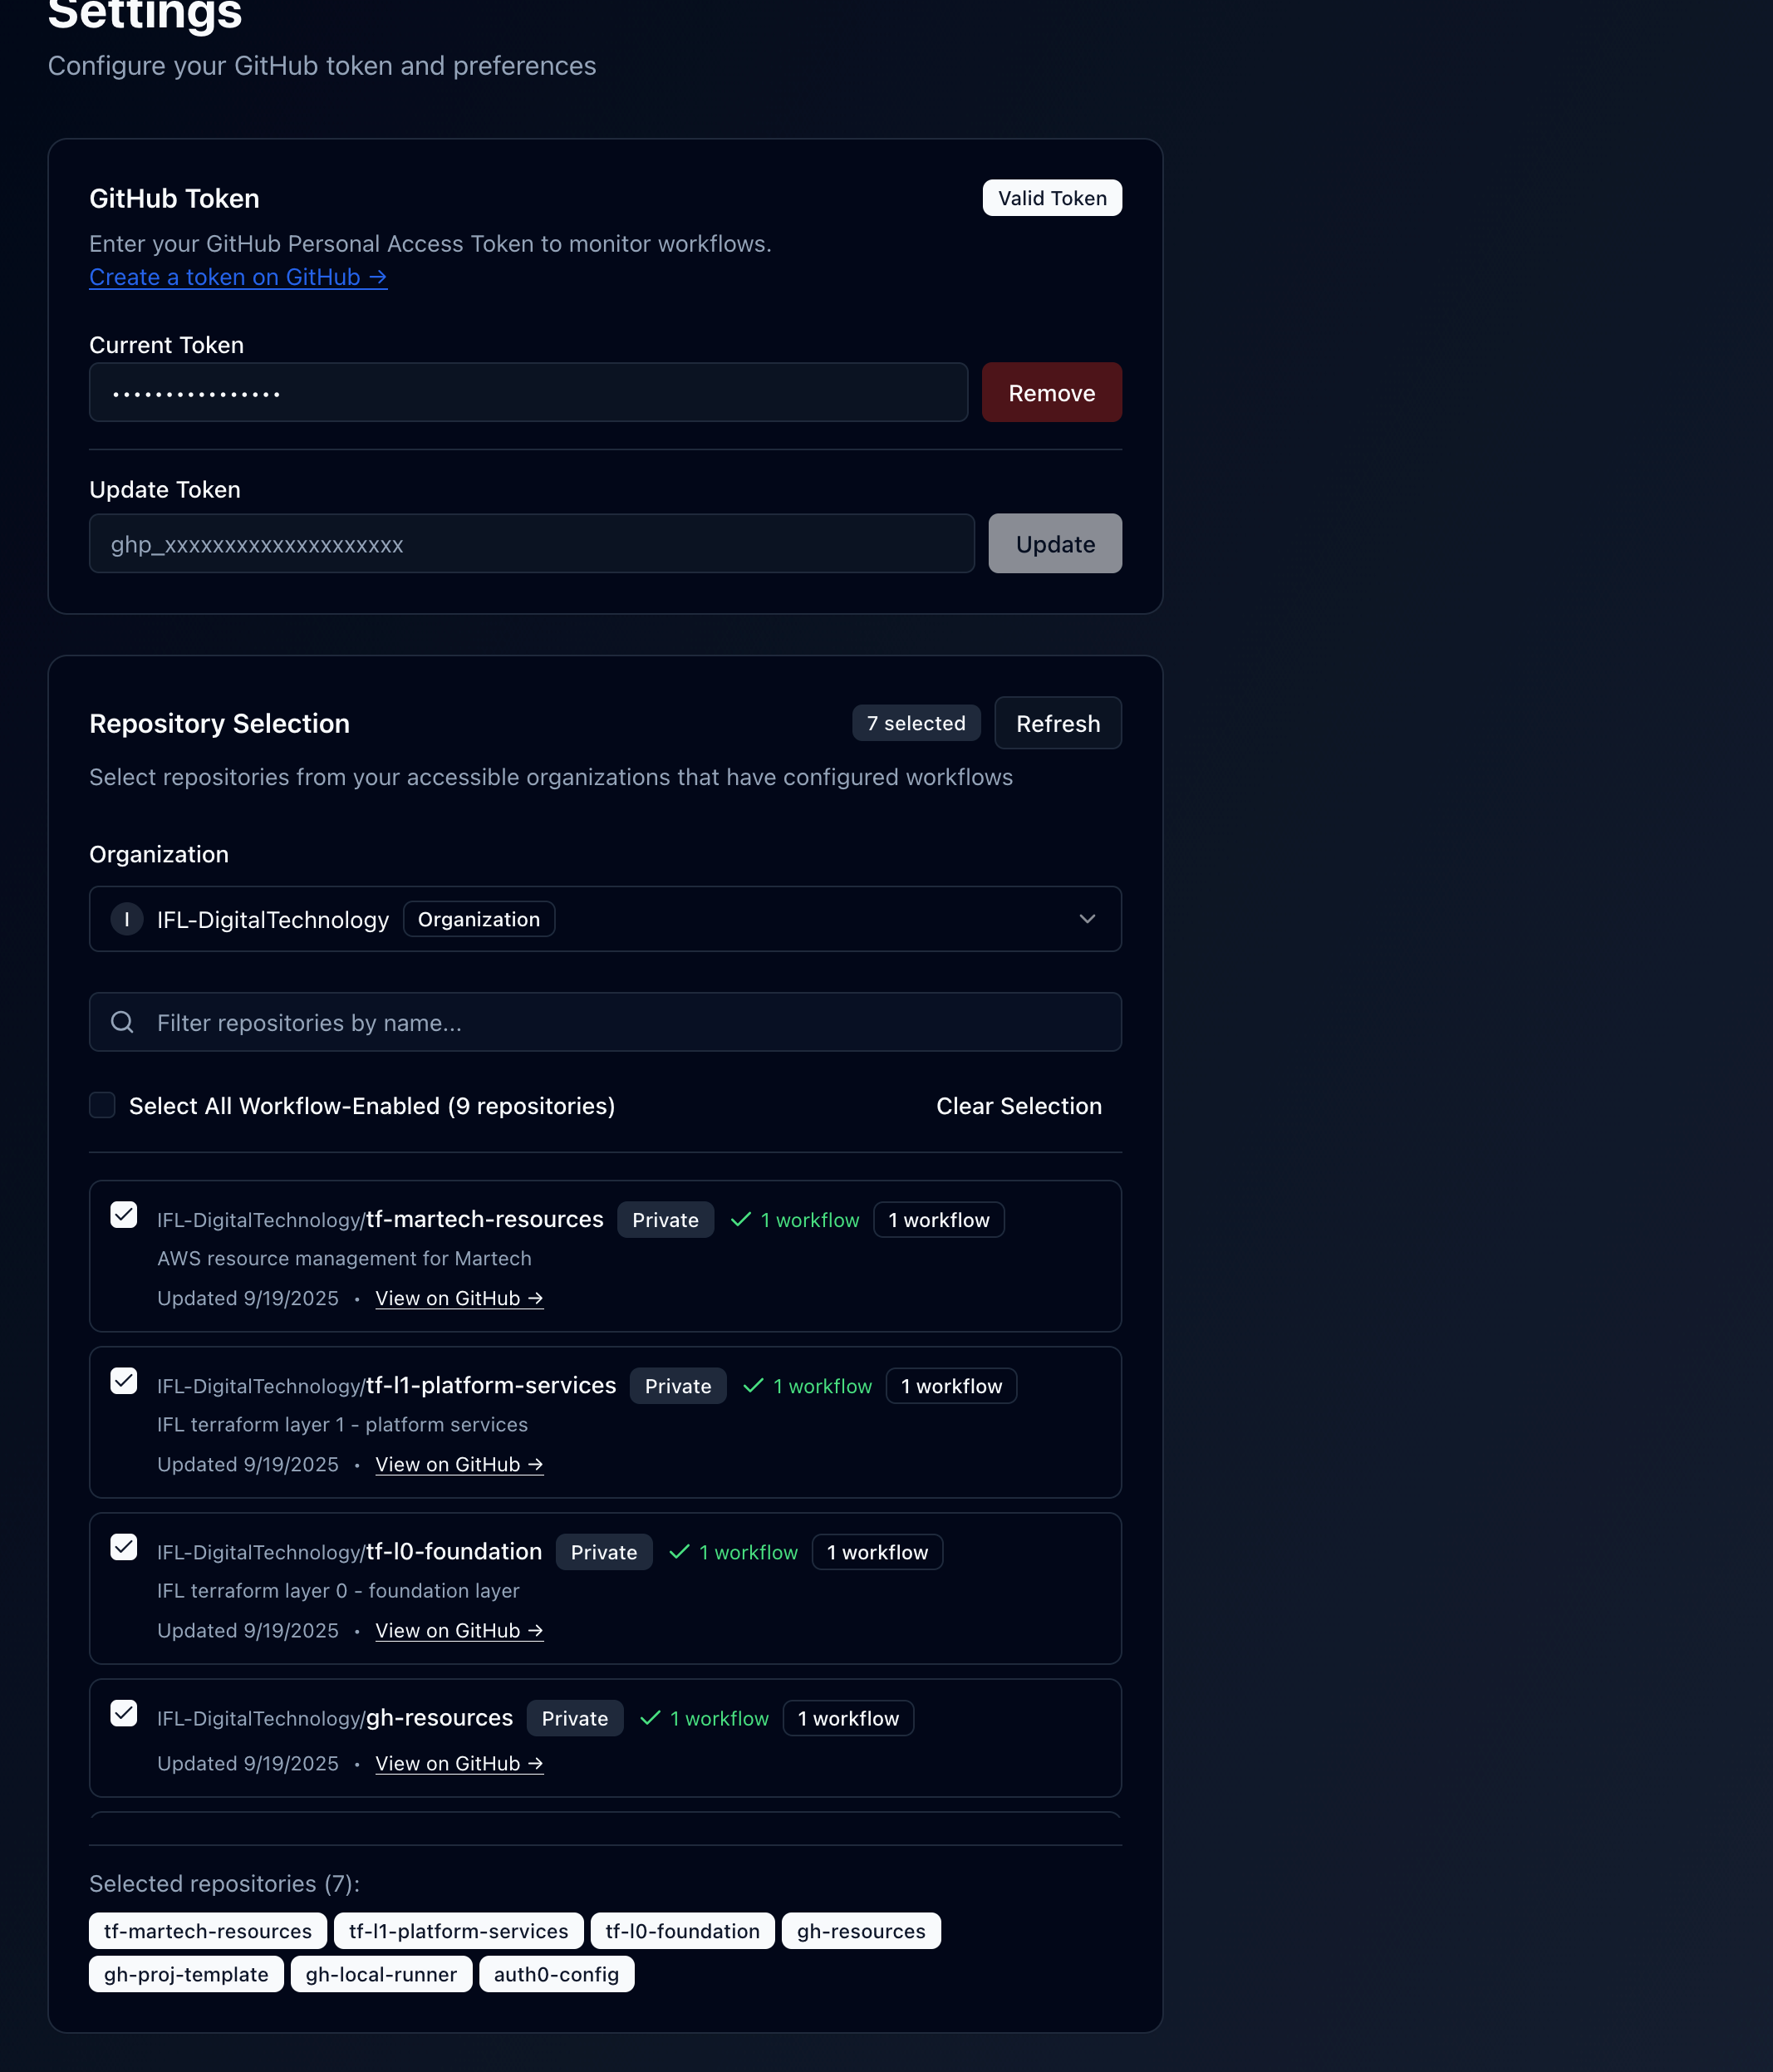 Settings
Configure your GitHub token and preferences
GitHub Token
Valid Token
Enter your GitHub Personal Access Token to monitor workflows.
Create a token on GitHub →
Current Token
••••••••••••••••
Remove
Update Token
ghp_xxxxxxxxxxxxxxxxxxxx
Update
Repository Selection
7 selected
Refresh
Select repositories from your accessible organizations that have configured workflows
Organization
I IFL-DigitalTechnology Organization
Filter repositories by name...
Select All Workflow-Enabled (9 repositories)
Clear Selection
IFL-DigitalTechnology/tf-martech-resources Private ✓ 1 workflow 1 workflow
AWS resource management for Martech
Updated 9/19/2025 • View on GitHub →
IFL-DigitalTechnology/tf-l1-platform-services Private ✓ 1 workflow 1 workflow
IFL terraform layer 1 - platform services
Updated 9/19/2025 • View on GitHub →
IFL-DigitalTechnology/tf-l0-foundation Private ✓ 1 workflow 1 workflow
IFL terraform layer 0 - foundation layer
Updated 9/19/2025 • View on GitHub →
IFL-DigitalTechnology/gh-resources Private ✓ 1 workflow 1 workflow
Updated 9/19/2025 • View on GitHub →
Selected repositories (7):
tf-martech-resources tf-l1-platform-services tf-l0-foundation gh-resources
gh-proj-template gh-local-runner auth0-config